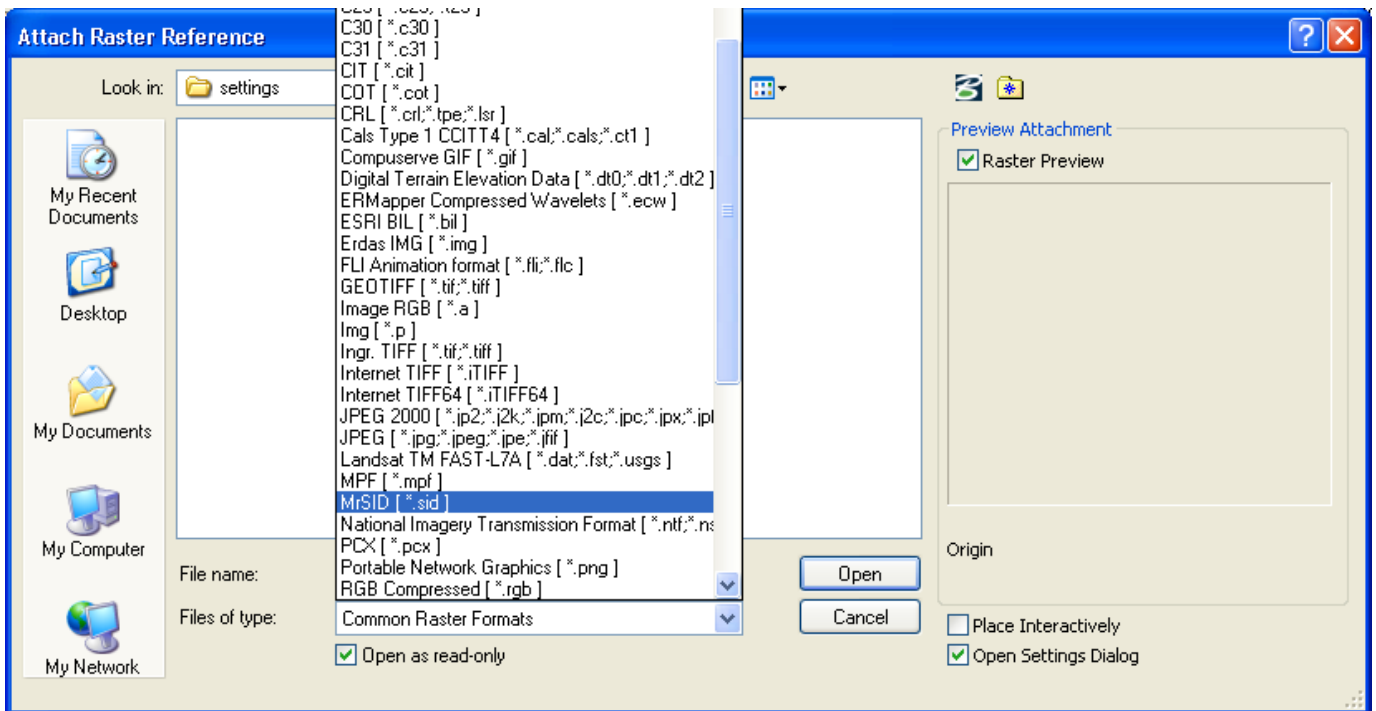 Attach Raster Reference
Look in:
settings
My Recent
Documents
Desktop
My Documents
My Computer
My Network
C30 [ *.c30 ]
C31 [ *.c31 ]
CIT [ *.cit ]
COT [ *.cot ]
CRL [ *.crl;*.tpe;*.lsr ]
Cals Type 1 CCITT4 [ *.cal;*.cals;*.ct1 ]
Compuserve GIF [ *.gif ]
Digital Terrain Elevation Data [ *.dt0;*.dt1;*.dt2 ]
ERMapper Compressed Wavelets [ *.ecw ]
ESRI BIL [ *.bil ]
Erdas IMG [ *.img ]
FLI Animation format [ *.fli;*.flc ]
GEOTIFF [ *.tif;*.tiff ]
Image RGB [ *.a ]
Img [ *.p ]
Ingr. TIFF [ *.tif;*.tiff ]
Internet TIFF [ *.iTIFF ]
Internet TIFF64 [ *.iTIFF64 ]
JPEG 2000 [ *.jp2;*.j2k;*.jpm;*.j2c;*.jpc;*.jpx;
JPEG [ *.jpg;*.jpeg;*.jpe;*.jfif ]
Landsat TM FAST-L7A [ *.dat;*.fst;*.usgs ]
MPF [ *.mpf ]
MrSID [ *.sid ]
National Imagery Transmission Format [ *.ntf;
PCX [ *.pcx ]
Portable Network Graphics [ *.png ]
RGB Compressed [ *.rgb ]
File name:
Open
Files of type:
Common Raster Formats
Cancel
Open as read-only
Preview Attachment
Raster Preview
Origin
Place Interactively
Open Settings Dialog